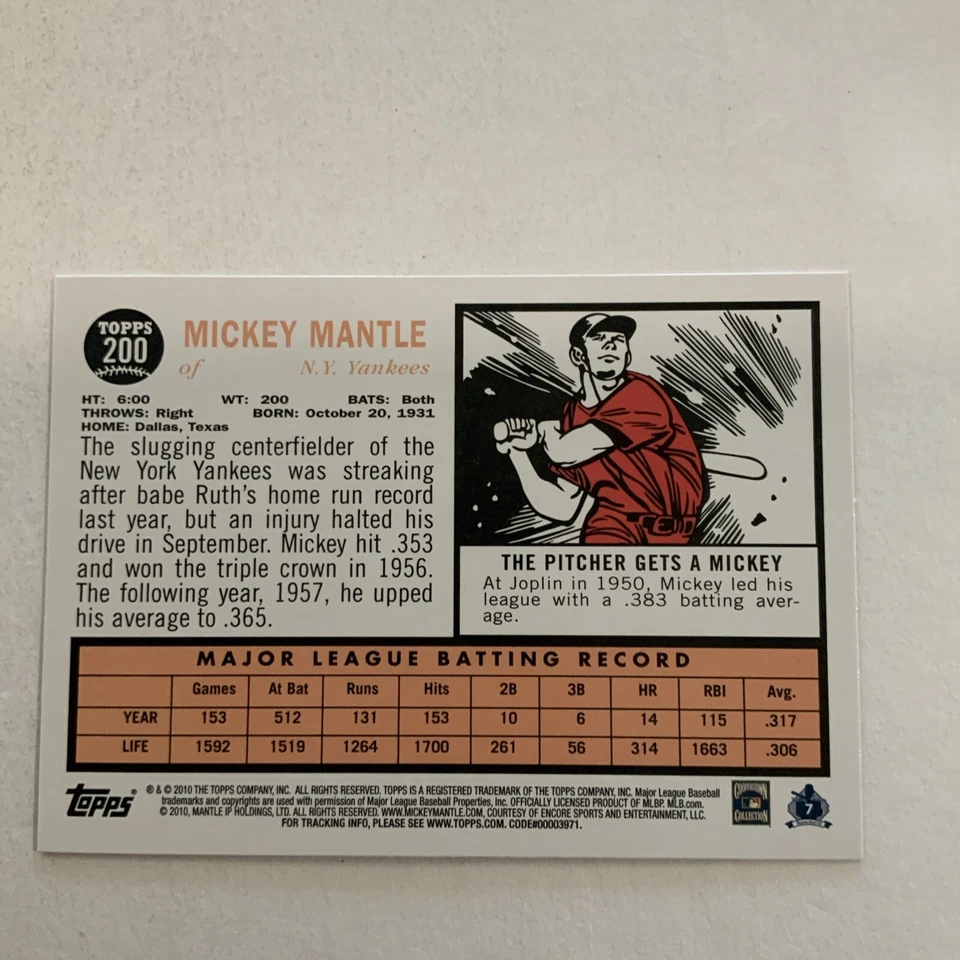 TOPPS
200
MICKEY MANTLE
of N.Y. Yankees
HT: 6:00 WT: 200 BATS: Both
THROWS: Right BORN: October 20, 1931
HOME: Dallas, Texas
The slugging centerfielder of the
New York Yankees was streaking
after babe Ruth's home run record
last year, but an injury halted his
drive in September. Mickey hit .353
and won the triple crown in 1956.
The following year, 1957, he upped
his average to .365.
THE PITCHER GETS A MICKEY
At Joplin in 1950, Mickey led his
league with a .383 batting aver-
age.
MAJOR LEAGUE BATTING RECORD
Games At Bat Runs Hits 2B 3B HR RBI Avg.
YEAR 153 512 131 153 10 6 14 115 .317
LIFE 1592 1519 1264 1700 261 56 314 1663 .306
TOPPS®
® & © 2010 THE TOPPS COMPANY, INC. ALL RIGHTS RESERVED. TOPPS IS A REGISTERED TRADEMARK OF THE TOPPS COMPANY, INC. Major League Baseball
trademarks and copyrights are used with permission of Major League Baseball Properties, Inc. OFFICIALLY LICENSED PRODUCT OF MLBP. MLB.com.
© 2010, MANTLE IP HOLDINGS, LTD. ALL RIGHTS RESERVED. WWW.MICKEYMANTLE.COM, COURTESY OF ENCORE SPORTS AND ENTERTAINMENT, LLC.
FOR TRACKING INFO, PLEASE SEE WWW.TOPPS.COM. CODE#00003971.
COOPERSTOWN
COLLECTION
7